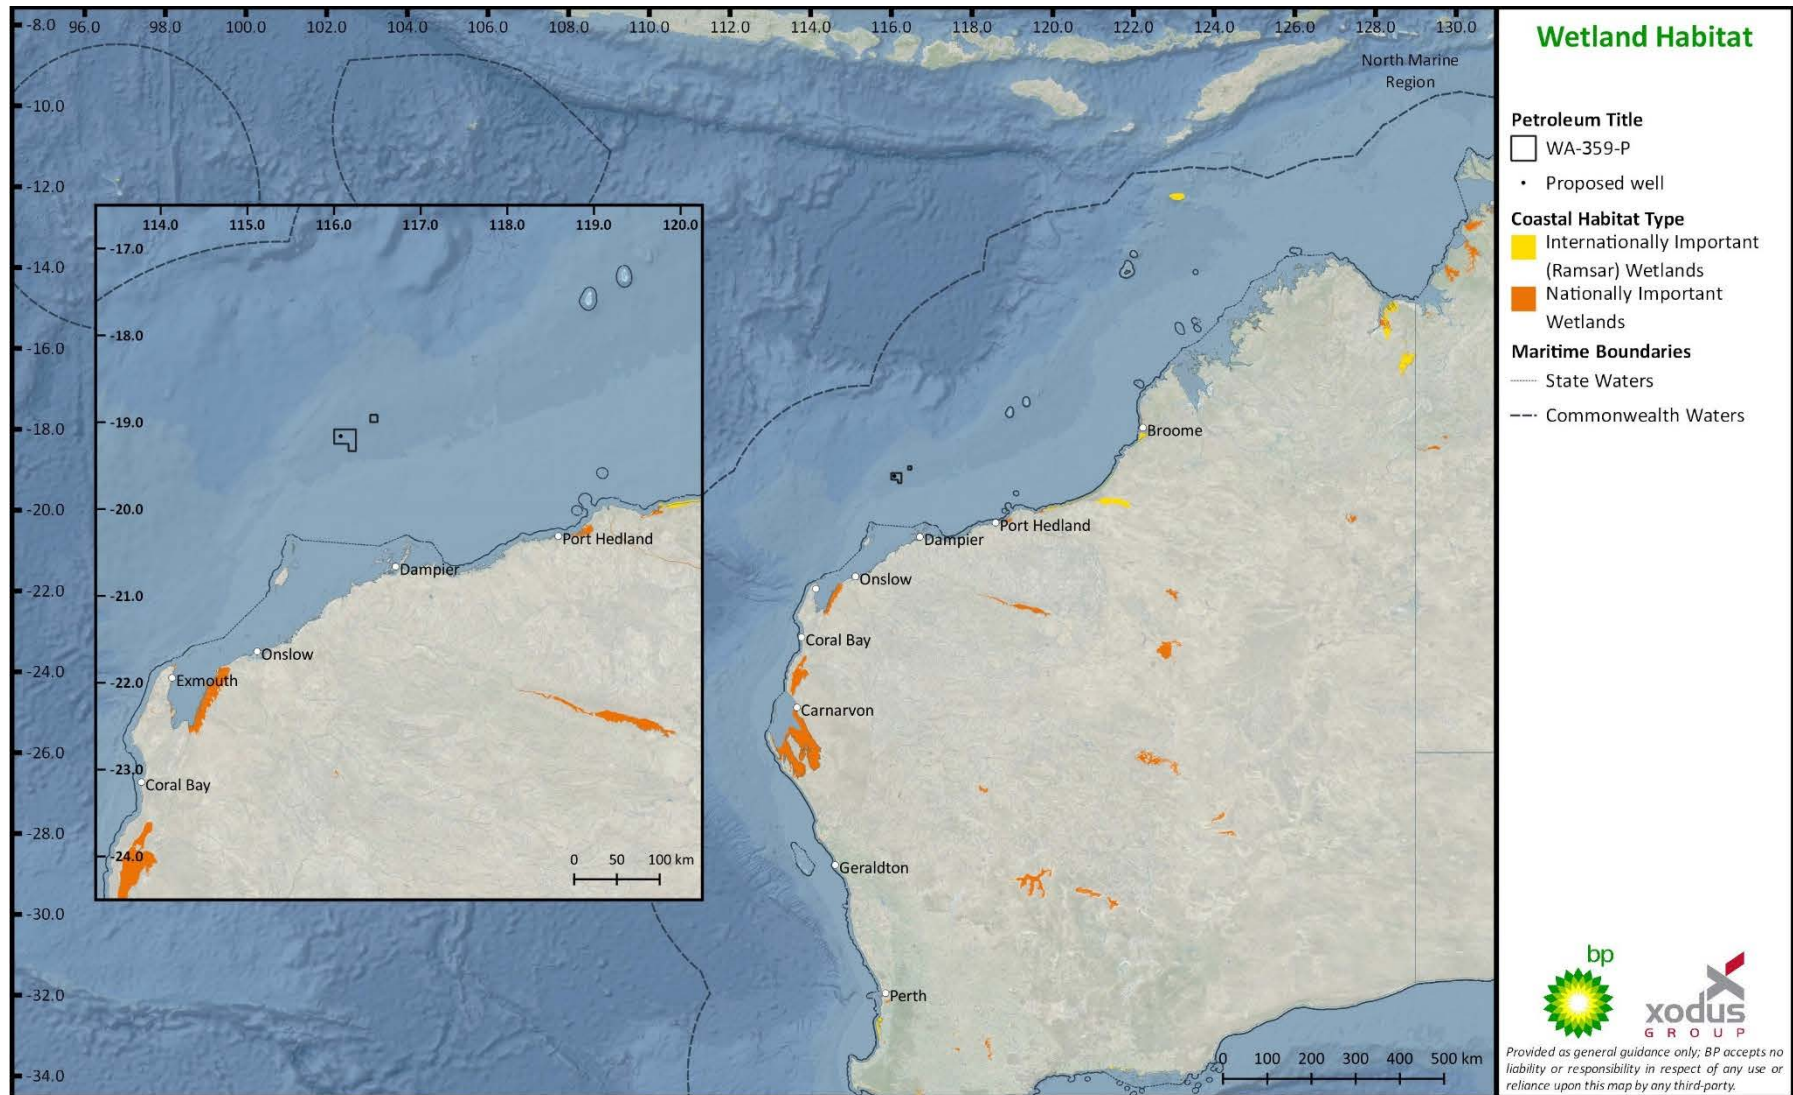 -8.0
96.0 98.0 100.0 102.0 104.0 106.0 108.0 110.0 112.0 114.0 116.0 118.0 120.0 122.0 124.0 126.0 128.0 130.0
North Marine
Region
-10.0
-12.0
-14.0
-16.0
-18.0
-20.0
-22.0
-24.0
-26.0
-28.0
-30.0
-32.0
-34.0
114.0 115.0 116.0 117.0 118.0 119.0 120.0
-17.0
-18.0
-19.0
-20.0
-21.0
-22.0
-23.0
-24.0
Port Hedland
Dampier
Onslow
Exmouth
Coral Bay
0 50 100 km
Broome
Port Hedland
Dampier
Onslow
Coral Bay
Carnarvon
Geraldton
Perth
0 100 200 300 400 500 km
Wetland Habitat
Petroleum Title
WA-359-P
Proposed well
Coastal Habitat Type
Internationally Important
(Ramsar) Wetlands
Nationally Important
Wetlands
Maritime Boundaries
State Waters
Commonwealth Waters
bp
xodus
GROUP
Provided as general guidance only; BP accepts no
liability or responsibility in respect of any use or
reliance upon this map by any third-party.